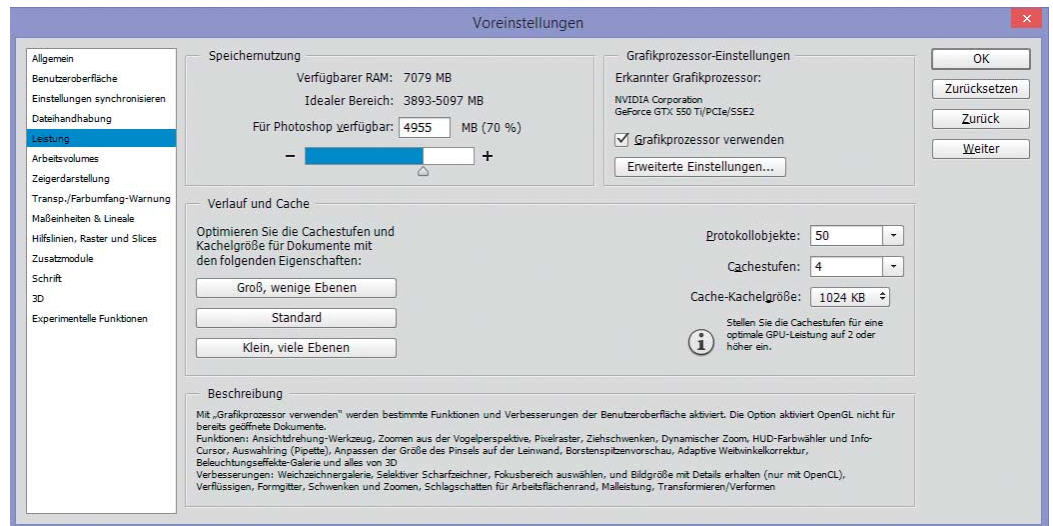 Voreinstellungen
Allgemein
Benutzeroberfläche
Einstellungen synchronisieren
Dateihandhabung
Leistung
Arbeitsvolumes
Zeigerdarstellung
Transp./Farbumfang-Warnung
Maßeinheiten & Lineale
Hilfslinien, Raster und Slices
Zusatzmodule
Schrift
3D
Experimentelle Funktionen
Speichernutzung
Verfügbarer RAM: 7079 MB
Idealer Bereich: 3893-5097 MB
Für Photoshop verfügbar: 4955 MB (70 %)
− +
Grafikprozessor-Einstellungen
Erkannter Grafikprozessor:
NVIDIA Corporation
GeForce GTX 550 Ti/PCIe/SSE2
Grafikprozessor verwenden
Erweiterte Einstellungen...
OK
Zurücksetzen
Zurück
Weiter
Verlauf und Cache
Optimieren Sie die Cachestufen und
Kachelgröße für Dokumente mit
den folgenden Eigenschaften:
Groß, wenige Ebenen
Standard
Klein, viele Ebenen
Protokollobjekte: 50
Cachestufen: 4
Cache-Kachelgröße: 1024 KB
Stellen Sie die Cachestufen für eine
optimale GPU-Leistung auf 2 oder
höher ein.
Beschreibung
Mit „Grafikprozessor verwenden“ werden bestimmte Funktionen und Verbesserungen der Benutzeroberfläche aktiviert. Die Option aktiviert OpenGL nicht für
bereits geöffnete Dokumente.
Funktionen: Ansichtdrehung-Werkzeug, Zoomen aus der Vogelperspektive, Pixelraster, Ziehschwenken, Dynamischer Zoom, HUD-Farbwähler und Info-
Cursor, Auswahlring (Pipette), Anpassen der Größe des Pinsels auf der Leinwand, Borstenspitzenvorschau, Adaptive Weitwinkelkorrektur,
Beleuchtungseffekte-Galerie und alles von 3D
Verbesserungen: Weichzeichnergalerie, Selektiver Scharfzeichner, Fokusbereich auswählen, und Bildgröße mit Details erhalten (nur mit OpenCL),
Verflüssigen, Formgitter, Schwenken und Zoomen, Schlagschatten für Arbeitsflächenrand, Malleistung, Transformieren/Verformen